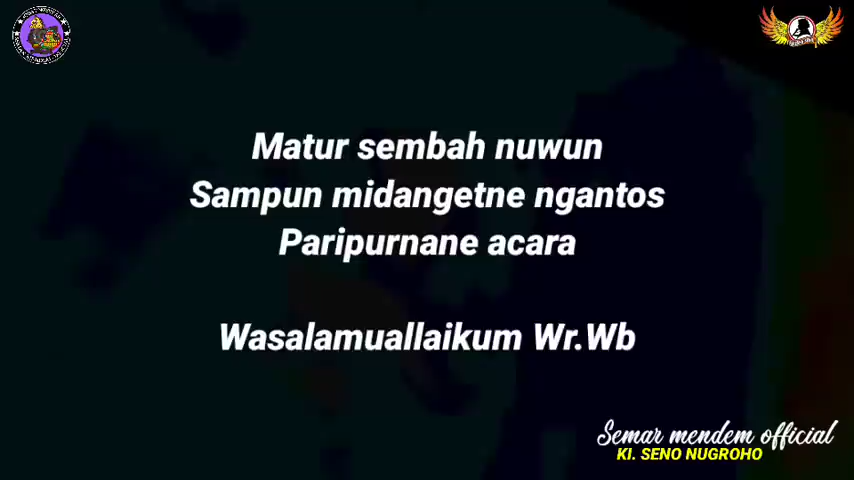 Matur sembah nuwun
Sampun midangetne ngantos
Paripurnane acara
Wasalamuallaikum Wr.Wb
Semar mendem official
KI. SENO NUGROHO